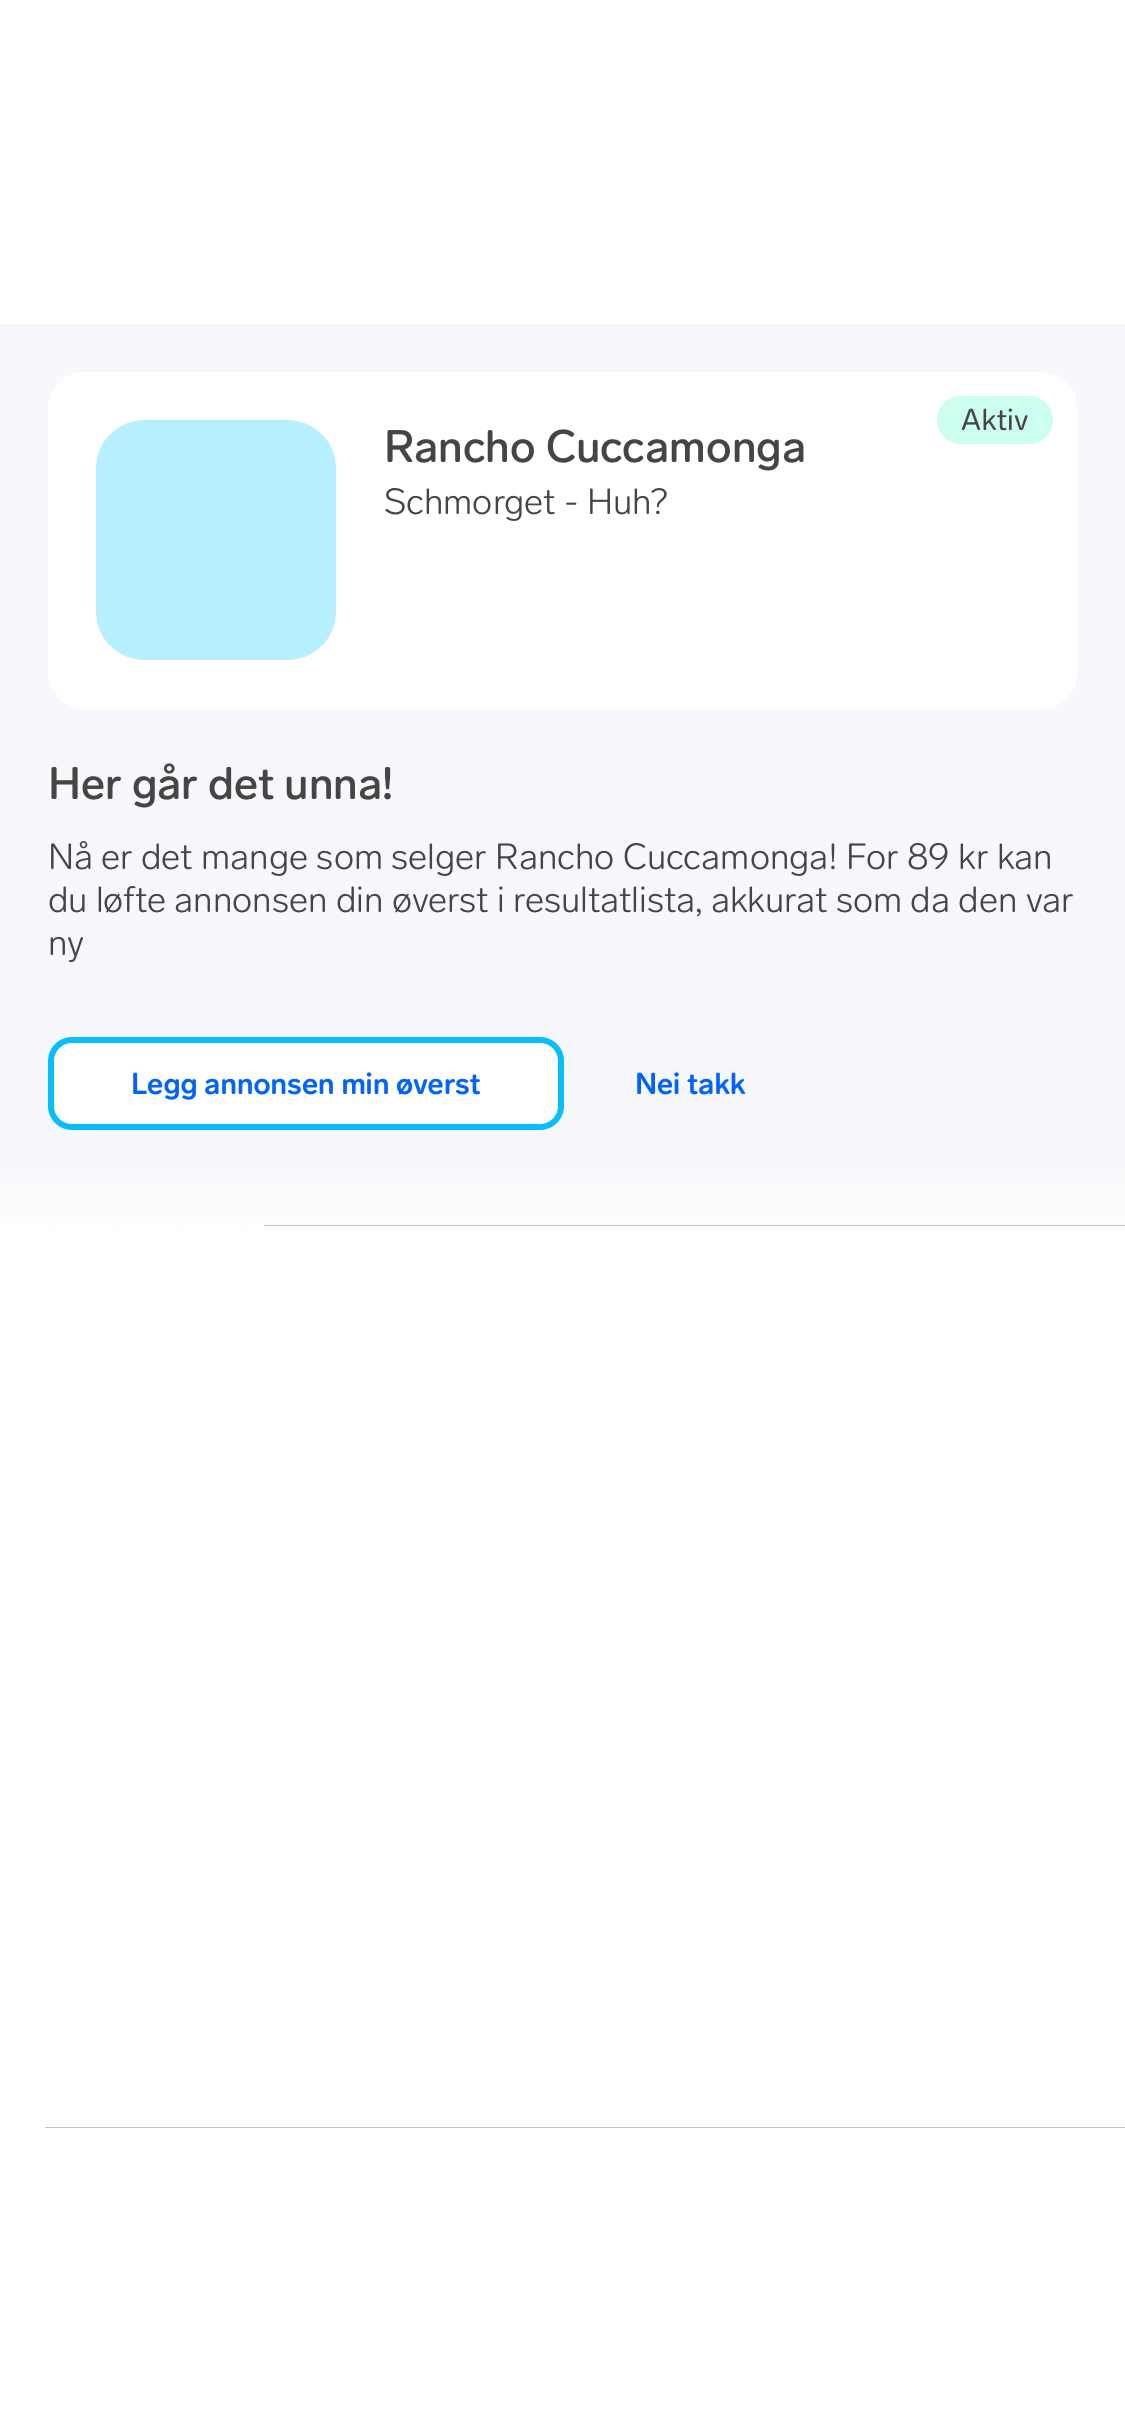 Aktiv
Rancho Cuccamonga
Schmorget - Huh?
Her går det unna!
Nå er det mange som selger Rancho Cuccamonga! For 89 kr kan
du løfte annonsen din øverst i resultatlista, akkurat som da den var
ny
Legg annonsen min øverst
Nei takk